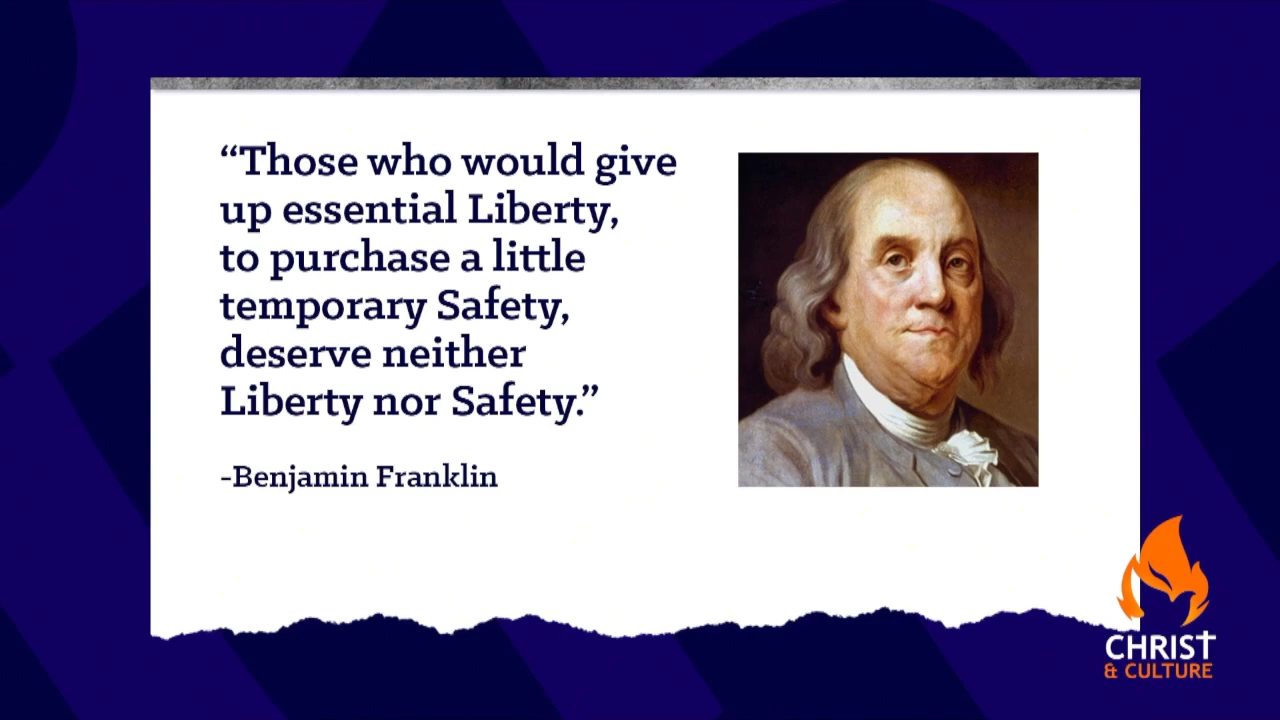 “Those who would give
up essential Liberty,
to purchase a little
temporary Safety,
deserve neither
Liberty nor Safety.”
-Benjamin Franklin
CHRIST
& CULTURE